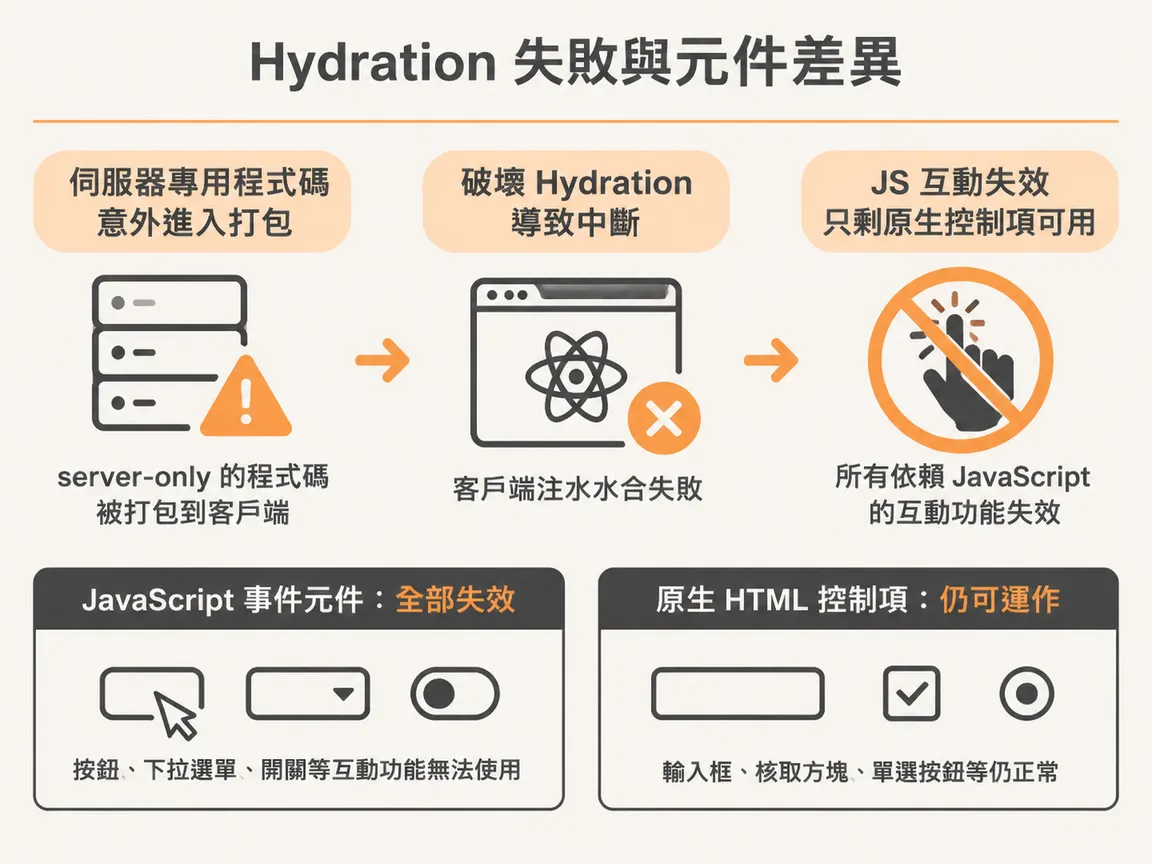 Hydration 失敗與元件差異
伺服器專用程式碼
意外進入打包
破壞 Hydration
導致中斷
JS 互動失效
只剩原生控制項可用
server-only 的程式碼
被打包到客戶端
客戶端注水水合失敗
所有依賴 JavaScript
的互動功能失效
JavaScript 事件元件：全部失效
按鈕、下拉選單、開關等互動功能無法使用
原生 HTML 控制項：仍可運作
輸入框、核取方塊、單選按鈕等仍正常